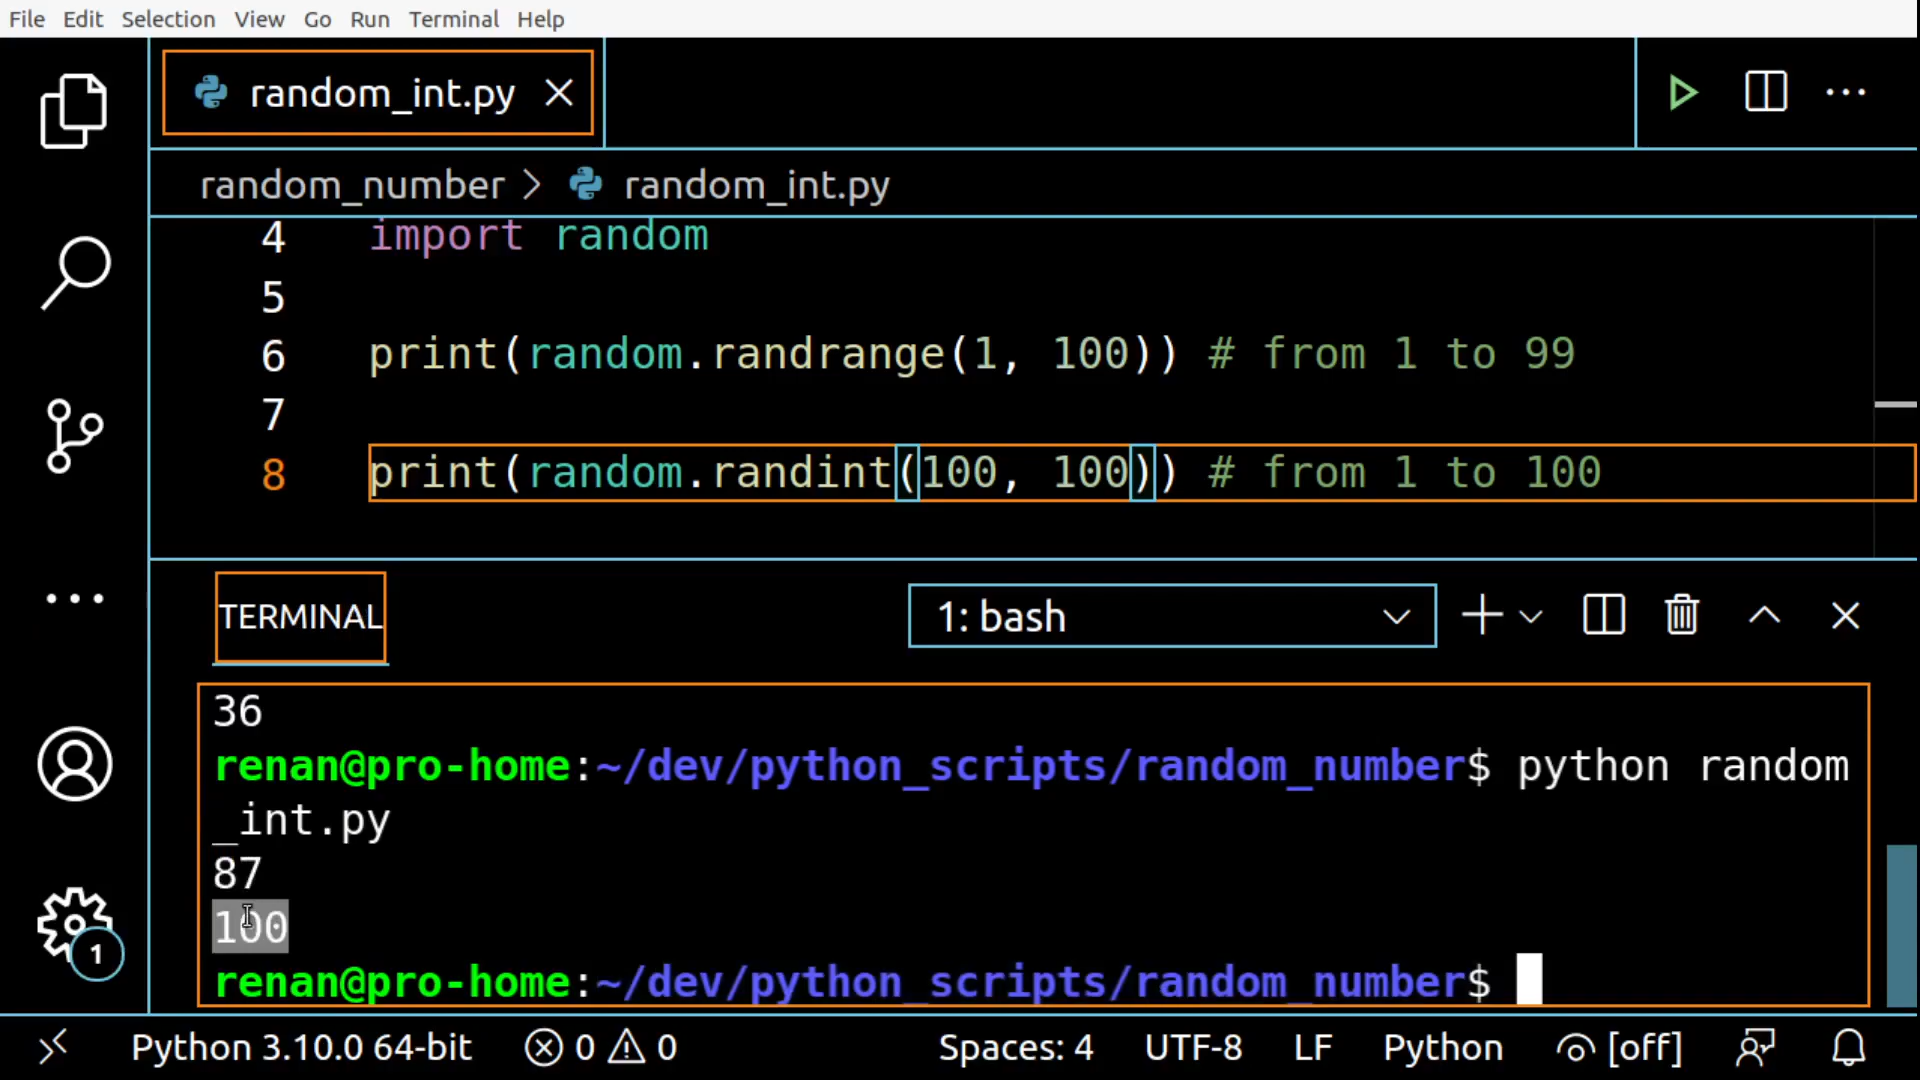 File Edit Selection View Go Run Terminal Help
random_int.py
random_number > random_int.py
4 import random
5
6 print(random.randrange(1, 100)) # from 1 to 99
7
8 print(random.randint(100, 100)) # from 1 to 100
TERMINAL
1: bash
36
renan@pro-home:~/dev/python_scripts/random_number$ python random
_int.py
87
100
renan@pro-home:~/dev/python_scripts/random_number$
1
Python 3.10.0 64-bit 0 0 Spaces: 4 UTF-8 LF Python [off]